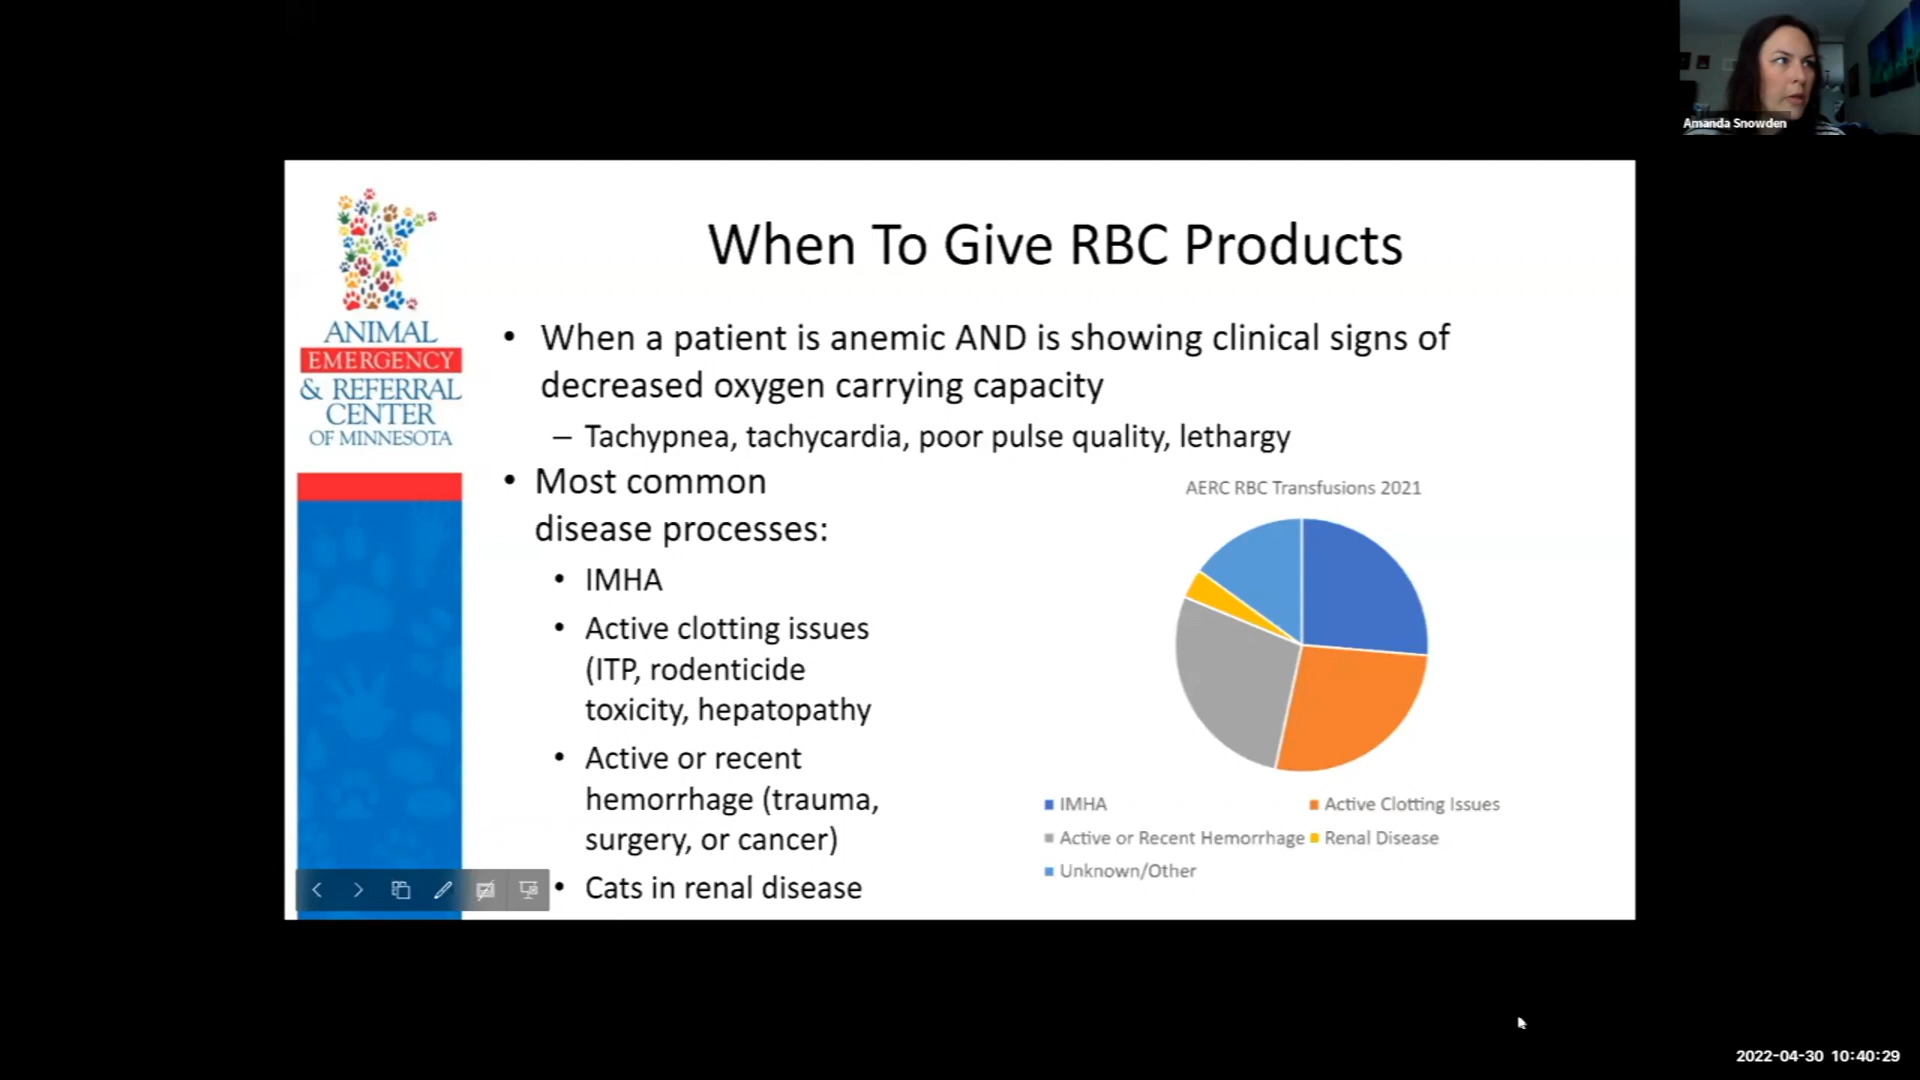 Amanda Snowden
ANIMAL
EMERGENCY
& REFERRAL
CENTER
OF MINNESOTA
When To Give RBC Products
• When a patient is anemic AND is showing clinical signs of
decreased oxygen carrying capacity
– Tachypnea, tachycardia, poor pulse quality, lethargy
• Most common
disease processes:
• IMHA
• Active clotting issues
(ITP, rodenticide
toxicity, hepatopathy
• Active or recent
hemorrhage (trauma,
surgery, or cancer)
• Cats in renal disease
AERC RBC Transfusions 2021
IMHA
Active Clotting Issues
Active or Recent Hemorrhage
Renal Disease
Unknown/Other
2022-04-30 10:40:29